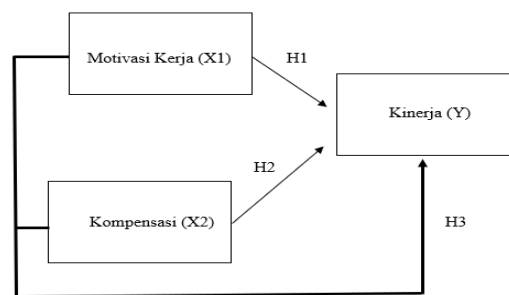 Motivasi Kerja (X1)
H1
Kinerja (Y)
H2
Kompensasi (X2)
H3